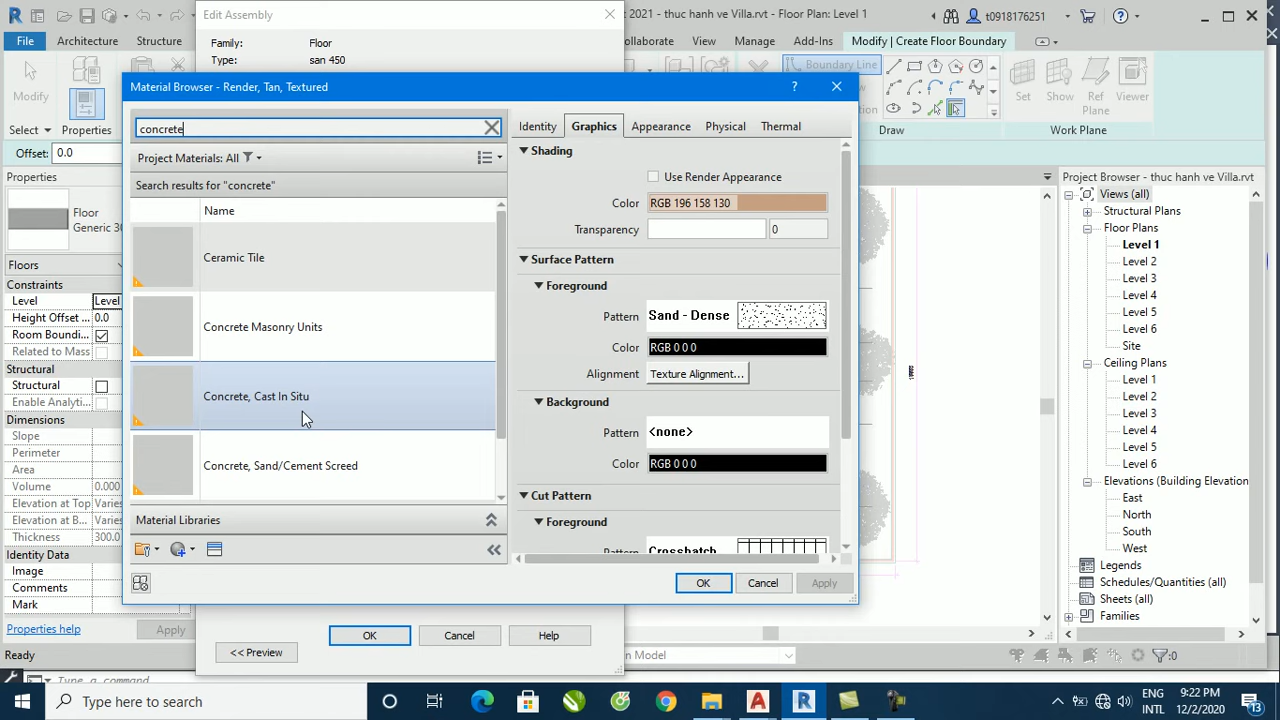 Edit Assembly
2021 - thuc hanh ve Villa.rvt - Floor Plan: Level 1
t0918176251
File
Architecture
Structure
ollaborate
View
Manage
Add-Ins
Modify | Create Floor Boundary
Family:
Floor
Type:
san 450
Modify
Select
Properties
Boundary Line
Draw
Set
Show
Ref Plane
Viewer
Work Plane
Offset: 0.0
Properties
Floor
Generic 30
Floors
Constraints
Level
Level
Height Offset ...
0.0
Room Boundi...
Related to Mass
Structural
Structural
Enable Analyti...
Dimensions
Slope
Perimeter
Area
Volume
0.000
Elevation at Top
Varies
Elevation at B...
Varies
Thickness
300.0
Identity Data
Image
Comments
Mark
Properties help
Apply
Material Browser - Render, Tan, Textured
concrete
Project Materials: All
Search results for "concrete"
Name
Ceramic Tile
Concrete Masonry Units
Concrete, Cast In Situ
Concrete, Sand/Cement Screed
Material Libraries
Identity
Graphics
Appearance
Physical
Thermal
Shading
Use Render Appearance
Color
RGB 196 158 130
Transparency
0
Surface Pattern
Foreground
Pattern
Sand - Dense
Color
RGB 0 0 0
Alignment
Texture Alignment...
Background
Pattern
<none>
Color
RGB 0 0 0
Cut Pattern
Foreground
Pattern
Crosshatch
OK
Cancel
Apply
OK
Cancel
Help
<< Preview
Project Browser - thuc hanh ve Villa.rvt
Views (all)
Structural Plans
Floor Plans
Level 1
Level 2
Level 3
Level 4
Level 5
Level 6
Site
Ceiling Plans
Level 1
Level 2
Level 3
Level 4
Level 5
Level 6
Elevations (Building Elevation
East
North
South
West
Legends
Schedules/Quantities (all)
Sheets (all)
Families
Ready
n Model
:0
Type a command
Type here to search
ENG
INTL
9:22 PM
12/2/2020
13